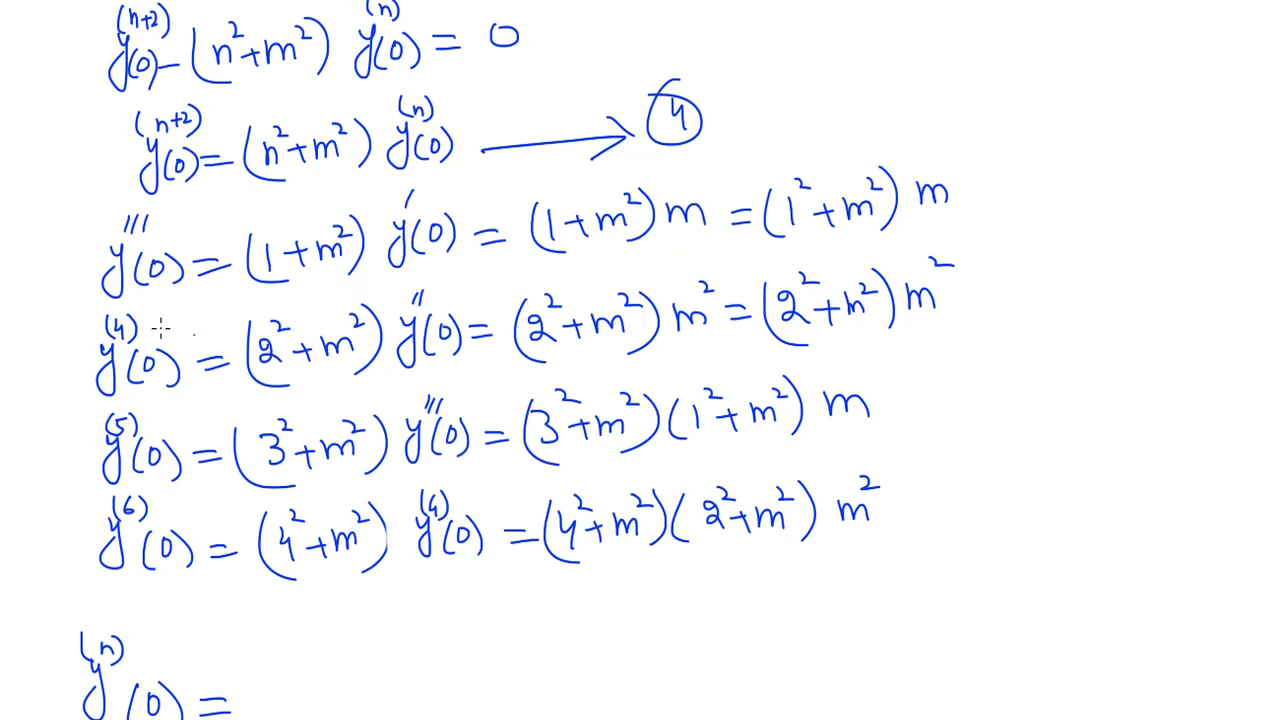 y^(n+2)(0) - (n²+m²) y^(n)(0) = 0
y^(n+2)(0) = (n²+m²) y^(n)(0) ⟶ ④
y'''(0) = (1+m²) y'(0) = (1+m²)m = (1²+m²) m
y^(4)(0) = (2²+m²) y''(0) = (2²+m²) m² = (2²+m²) m²
y^(5)(0) = (3²+m²) y'''(0) = (3²+m²)(1²+m²) m
y^(6)(0) = (4²+m²) y^(4)(0) = (4²+m²)(2²+m²) m²
y^(n)(0) =